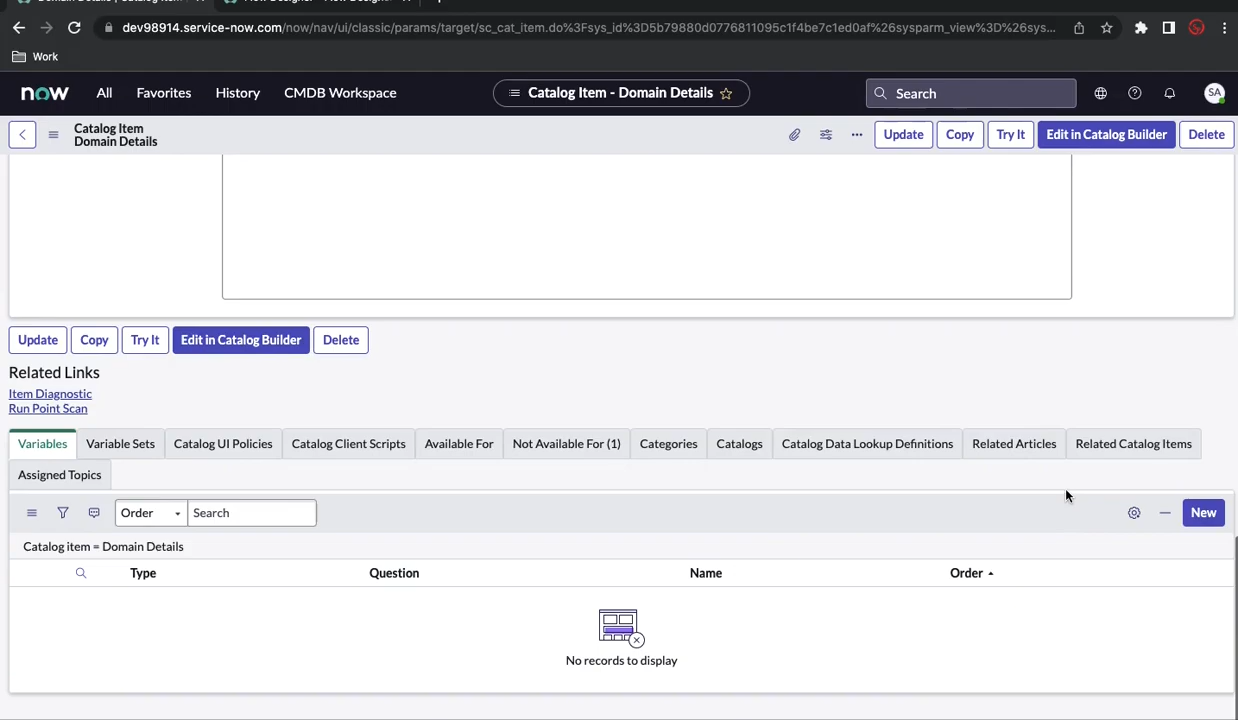 dev98914.service-now.com/now/nav/ui/classic/params/target/sc_cat_item.do%3Fsys_id%3D5b79880d0776811095c1f4be7c1ed0af%26sysparm_view%3D%26sys...
Work
now All Favorites History CMDB Workspace Catalog Item - Domain Details Search SA
Catalog Item
Domain Details
Update Copy Try It Edit in Catalog Builder Delete
Update Copy Try It Edit in Catalog Builder Delete
Related Links
Item Diagnostic
Run Point Scan
Variables Variable Sets Catalog UI Policies Catalog Client Scripts Available For Not Available For (1) Categories Catalogs Catalog Data Lookup Definitions Related Articles Related Catalog Items
Assigned Topics
Order Search New
Catalog item = Domain Details
Type Question Name Order
No records to display